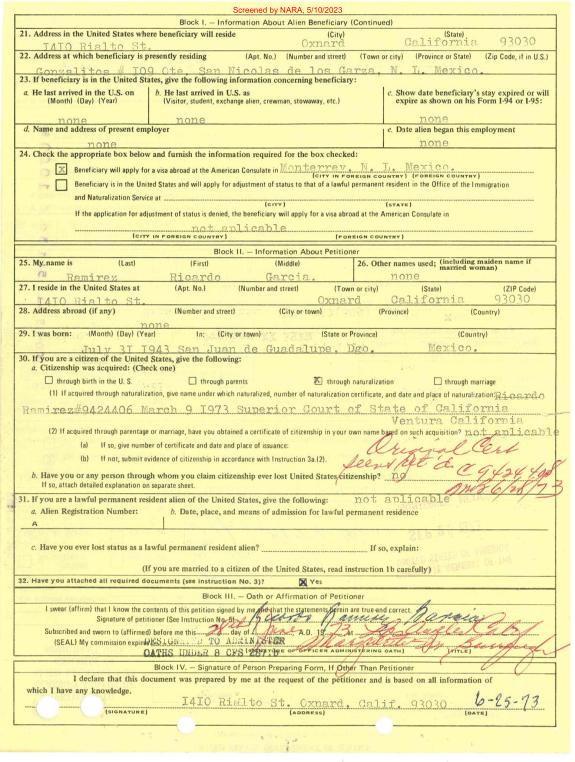 Screened by NARA, 5/10/2023
Block I. — Information About Alien Beneficiary (Continued)
21. Address in the United States where beneficiary will reside (City) (State)
I4I0 Rialto St. Oxnard California 93030
22. Address at which beneficiary is presently residing (Apt. No.) (Number and street) (Town or city) (Province or State) (Zip Code, if in U.S.)
Gonzalitos # I09 Ote. San Nicolas de los Garza, N. L. Mexico.
23. If beneficiary is in the United States, give the following information concerning beneficiary:
a. He last arrived in the U.S. on (Month) (Day) (Year)
none
b. He last arrived in U.S. as (Visitor, student, exchange alien, crewman, stowaway, etc.)
none
c. Show date beneficiary's stay expired or will expire as shown on his Form I-94 or I-95:
none
d. Name and address of present employer
none
e. Date alien began this employment
none
24. Check the appropriate box below and furnish the information required for the box checked:
X Beneficiary will apply for a visa abroad at the American Consulate in Monterrey, N. L. Mexico.
(CITY IN FOREIGN COUNTRY) (FOREIGN COUNTRY)
Beneficiary is in the United States and will apply for adjustment of status to that of a lawful permanent resident in the Office of the Immigration
and Naturalization Service at
(CITY) (STATE)
If the application for adjustment of status is denied, the beneficiary will apply for a visa abroad at the American Consulate in
not aplicable
(CITY IN FOREIGN COUNTRY) (FOREIGN COUNTRY)
Block II. — Information About Petitioner
25. My name is (Last) (First) (Middle)
Ramirez Ricardo Garcia.
26. Other names used; (including maiden name if married woman)
none
27. I reside in the United States at (Apt. No.) (Number and street) (Town or city) (State) (ZIP Code)
I4I0 Rialto St. Oxnard California 93030
28. Address abroad (if any) (Number and street) (Town or city) (Province) (Country)
none
29. I was born: (Month) (Day) (Year) In: (City or town) (State or Province) (Country)
July 3I I943 San Juan de Guadalupe, Dgo. Mexico.
30. If you are a citizen of the United States, give the following:
a. Citizenship was acquired: (Check one)
through birth in the U. S. through parents X through naturalization through marriage
(1) If acquired through naturalization, give name under which naturalized, number of naturalization certificate, and date and place of naturalization: Ricardo
Ramirez#9424406 March 9 I973 Superior Court of State of California
Ventura California
(2) If acquired through parentage or marriage, have you obtained a certificate of citizenship in your own name based on such acquisition? not aplicable
(a) If so, give number of certificate and date and place of issuance:
(b) If not, submit evidence of citizenship in accordance with Instruction 3a.(2).
Original Cert
seen & ret'd. C 9424408
6/28/73
b. Have you or any person through whom you claim citizenship ever lost United States citizenship? no
If so, attach detailed explanation on separate sheet.
31. If you are a lawful permanent resident alien of the United States, give the following: not aplicable
a. Alien Registration Number: b. Date, place, and means of admission for lawful permanent residence
A
c. Have you ever lost status as a lawful permanent resident alien? If so, explain:
(If you are married to a citizen of the United States, read instruction 1b carefully)
32. Have you attached all required documents (see instruction No. 3)? X Yes
Block III. — Oath or Affirmation of Petitioner
I swear (affirm) that I know the contents of this petition signed by me and that the statements herein are true and correct.
Signature of petitioner (See Instruction No. 5) Ricardo Ramirez Garcia
Subscribed and sworn to (affirmed) before me this day of June A.D. 19 in Los Angeles Calif
(SEAL) My commission expires
DESIGNATED TO ADMINISTER
OATHS UNDER 8 CFR
(SIGNATURE OF OFFICER ADMINISTERING OATH) (TITLE)
Block IV. — Signature of Person Preparing Form, If Other Than Petitioner
I declare that this document was prepared by me at the request of the petitioner and is based on all information of
which I have any knowledge.
I4I0 Rialto St. Oxnard, Calif. 93030 6-25-73
(SIGNATURE) (ADDRESS) (DATE)